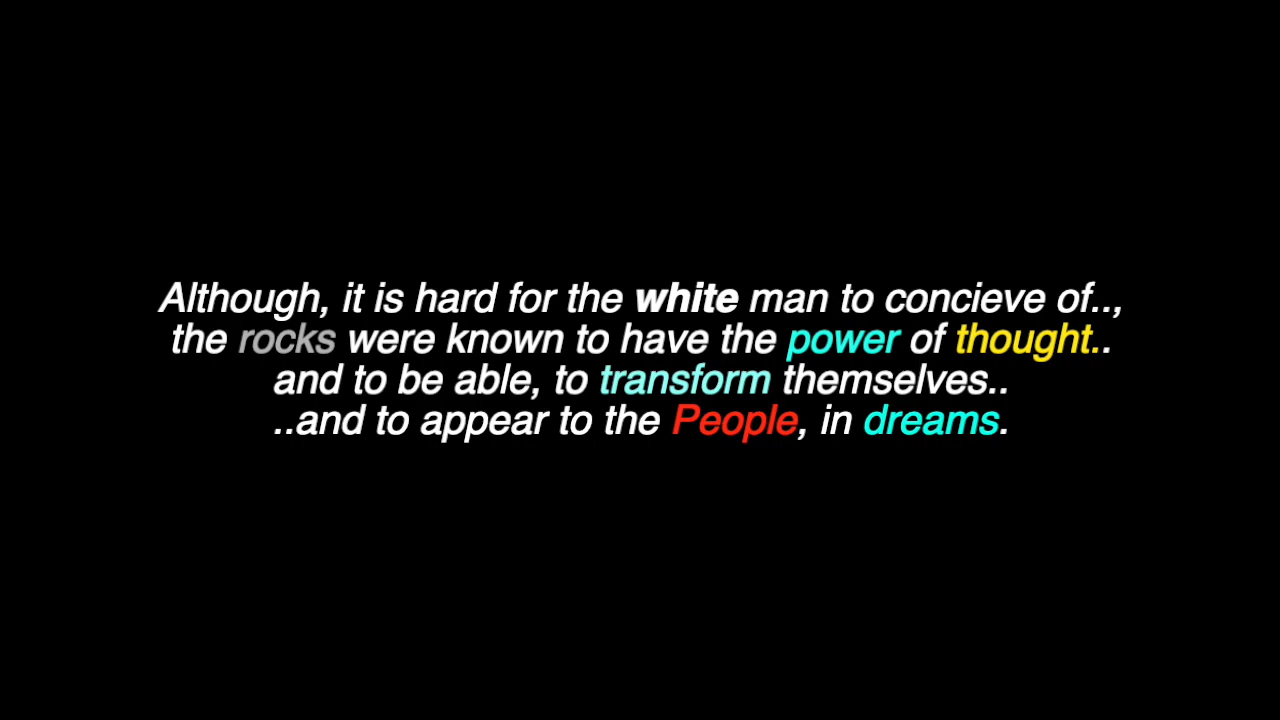 Although, it is hard for the white man to concieve of..,
the rocks were known to have the power of thought..
and to be able, to transform themselves..
..and to appear to the People, in dreams.